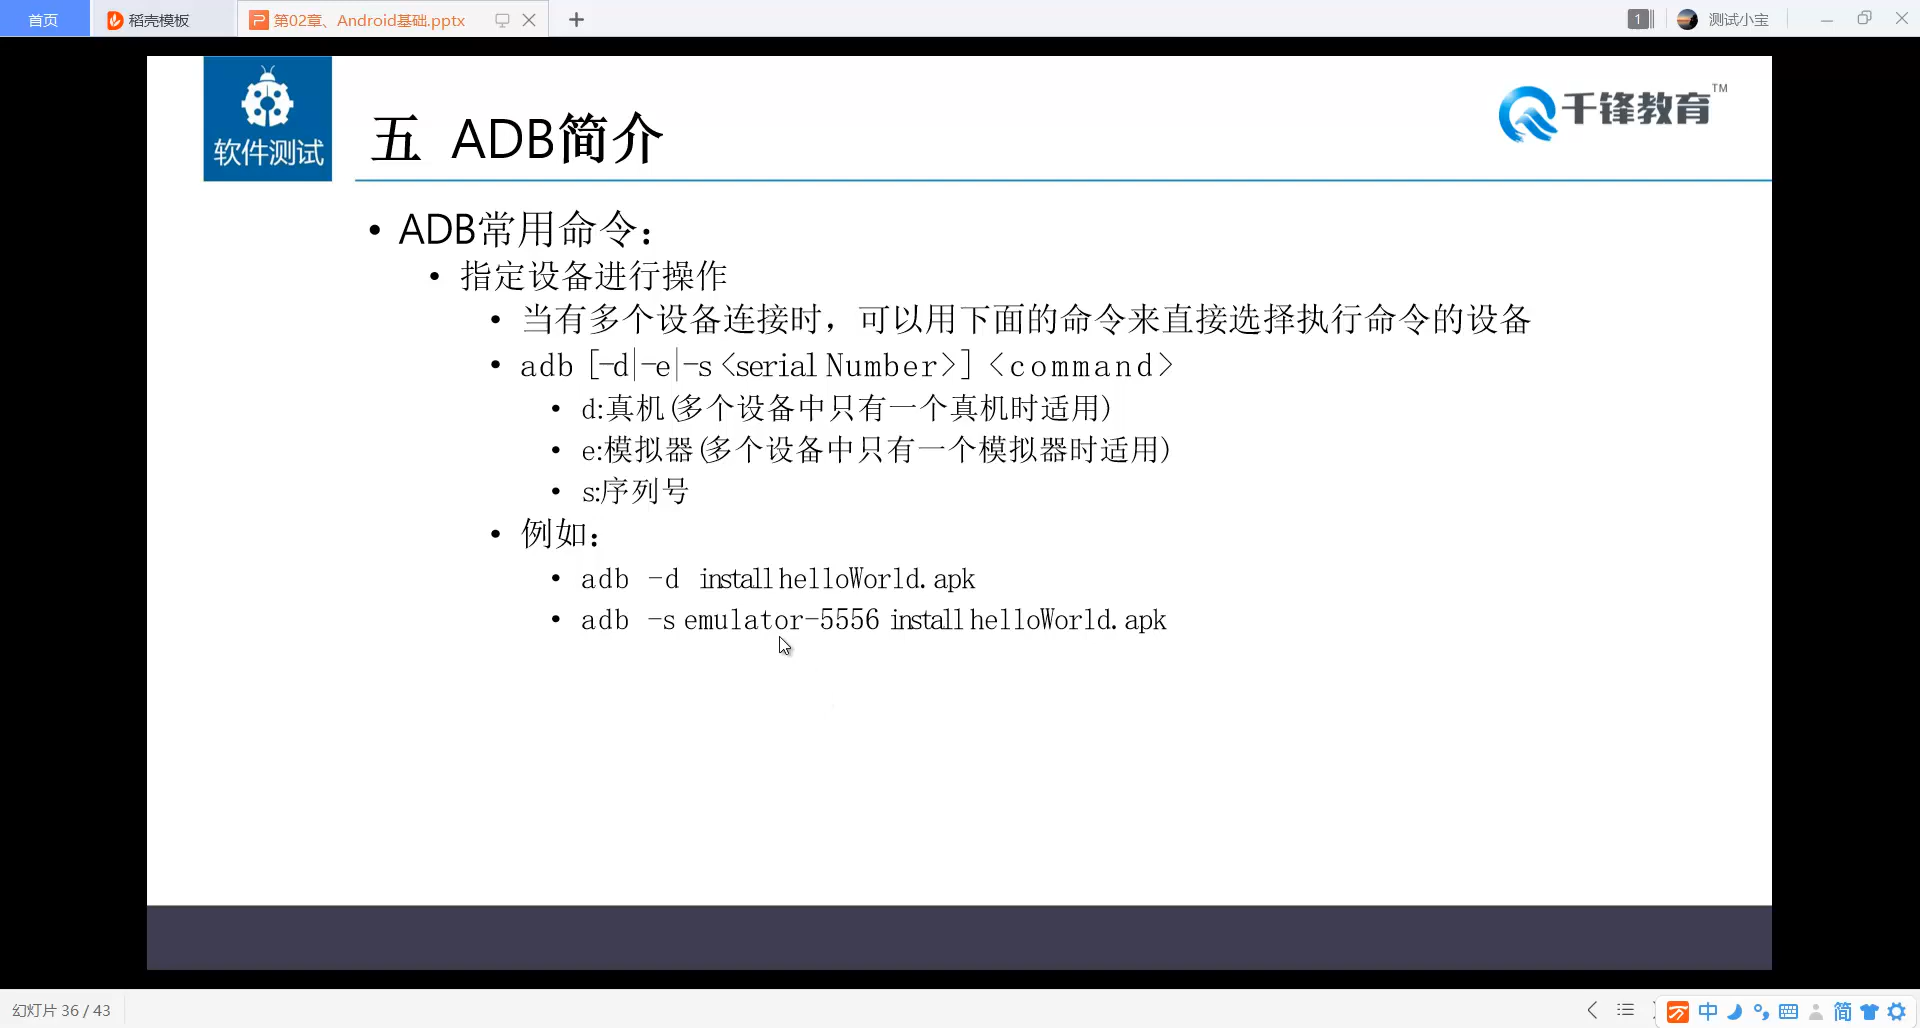 首页
稻壳模板
第02章、Android基础.pptx
1
测试小宝
软件测试
五 ADB简介
千锋教育™
• ADB常用命令：
• 指定设备进行操作
• 当有多个设备连接时，可以用下面的命令来直接选择执行命令的设备
• adb [-d|-e|-s <serial Number>] <command>
• d:真机(多个设备中只有一个真机时适用)
• e:模拟器(多个设备中只有一个模拟器时适用)
• s:序列号
• 例如：
• adb -d install helloWorld.apk
• adb -s emulator-5556 install helloWorld.apk
幻灯片 36 / 43
中
简